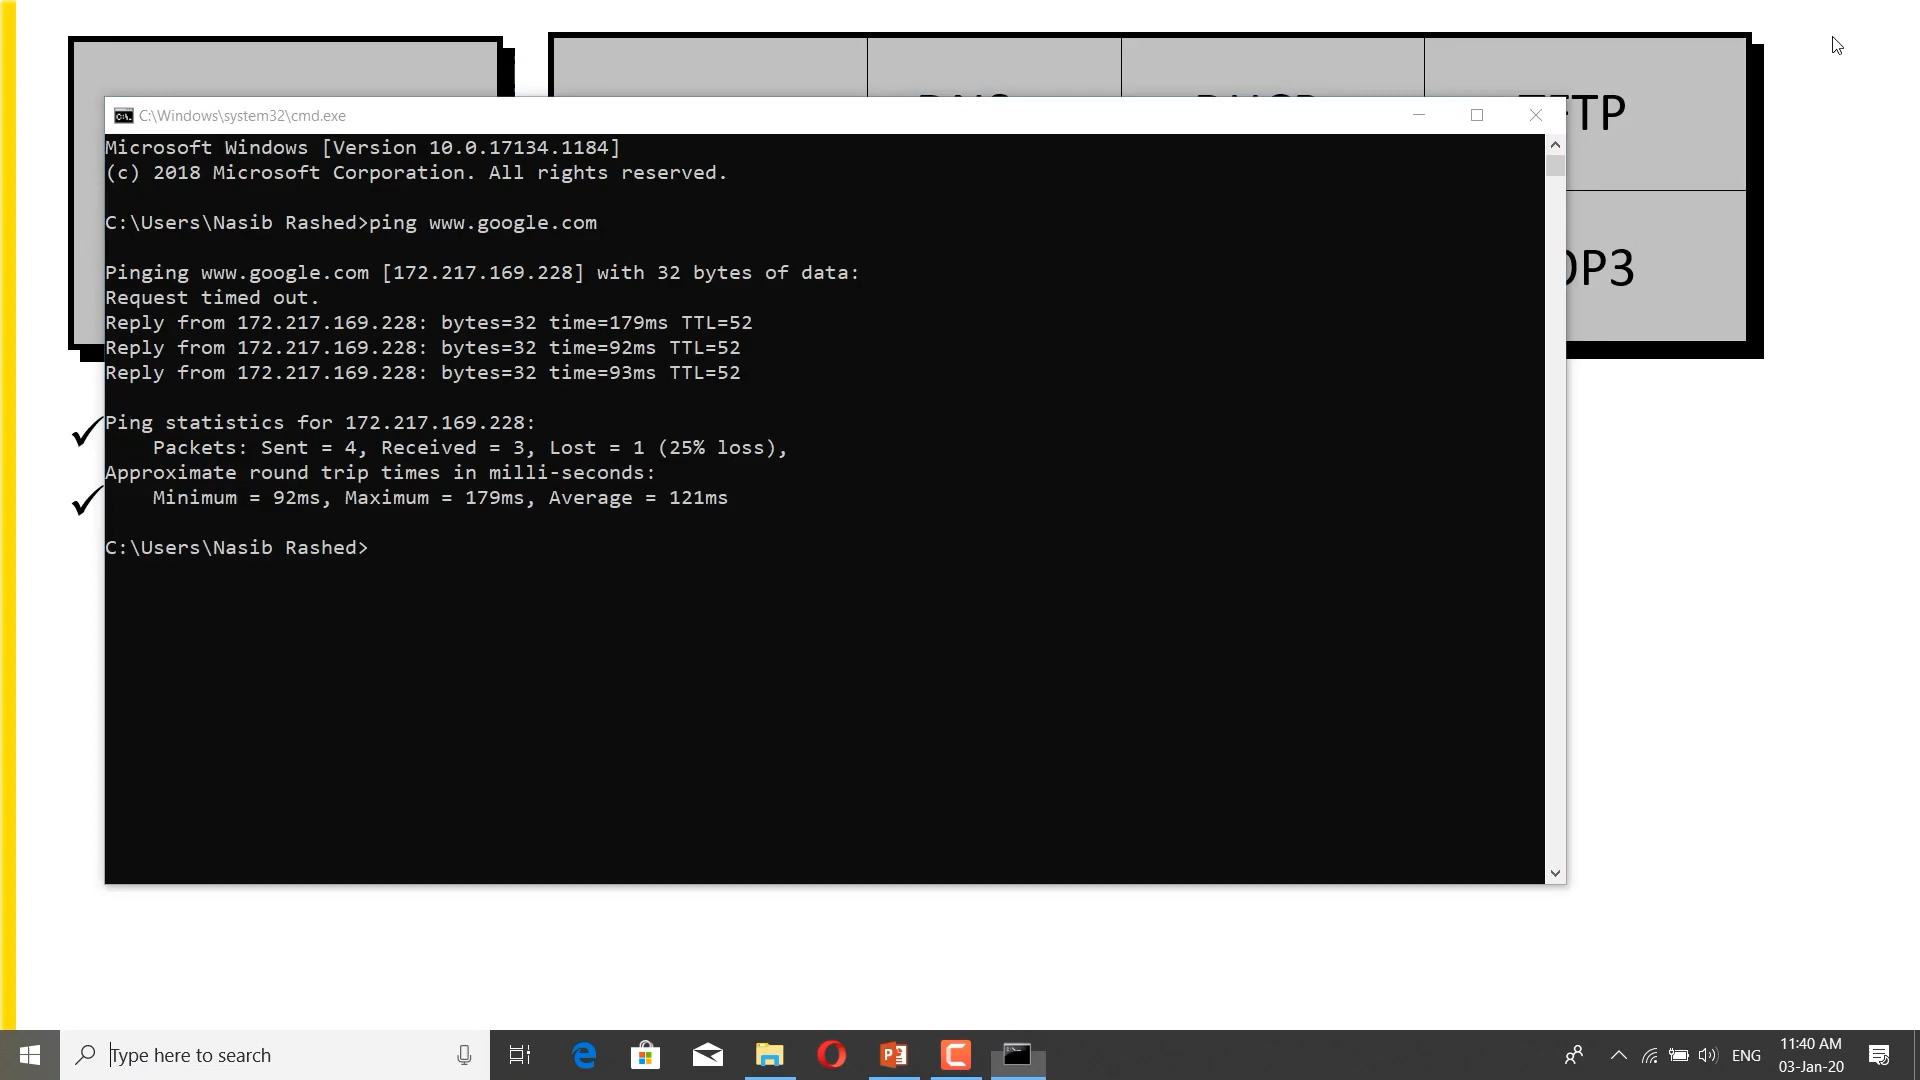 C:\Windows\system32\cmd.exe
Microsoft Windows [Version 10.0.17134.1184]
(c) 2018 Microsoft Corporation. All rights reserved.
C:\Users\Nasib Rashed>ping www.google.com
Pinging www.google.com [172.217.169.228] with 32 bytes of data:
Request timed out.
Reply from 172.217.169.228: bytes=32 time=179ms TTL=52
Reply from 172.217.169.228: bytes=32 time=92ms TTL=52
Reply from 172.217.169.228: bytes=32 time=93ms TTL=52
Ping statistics for 172.217.169.228:
Packets: Sent = 4, Received = 3, Lost = 1 (25% loss),
Approximate round trip times in milli-seconds:
Minimum = 92ms, Maximum = 179ms, Average = 121ms
C:\Users\Nasib Rashed>
Type here to search
ENG
11:40 AM
03-Jan-20